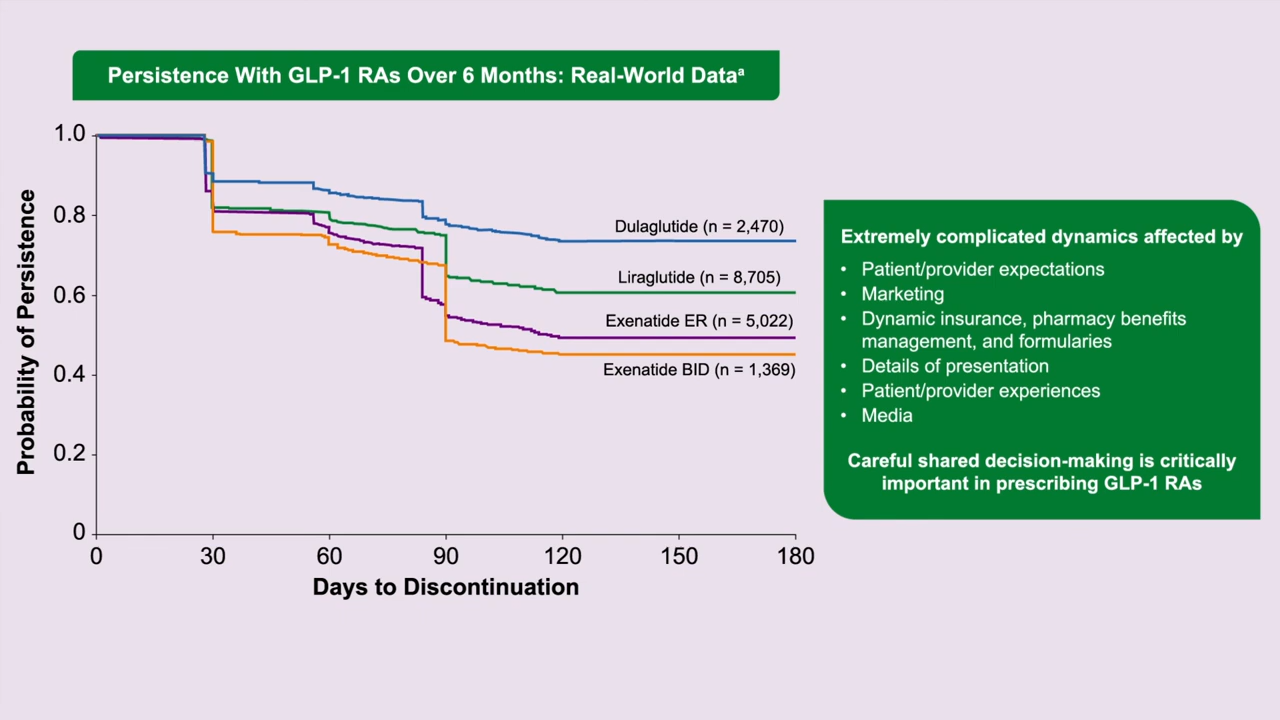 Persistence With GLP-1 RAs Over 6 Months: Real-World Dataᵃ
Probability of Persistence
1.0
0.8
0.6
0.4
0.2
0
0 30 60 90 120 150 180
Days to Discontinuation
Dulaglutide (n = 2,470)
Liraglutide (n = 8,705)
Exenatide ER (n = 5,022)
Exenatide BID (n = 1,369)
Extremely complicated dynamics affected by
• Patient/provider expectations
• Marketing
• Dynamic insurance, pharmacy benefits
management, and formularies
• Details of presentation
• Patient/provider experiences
• Media
Careful shared decision-making is critically
important in prescribing GLP-1 RAs